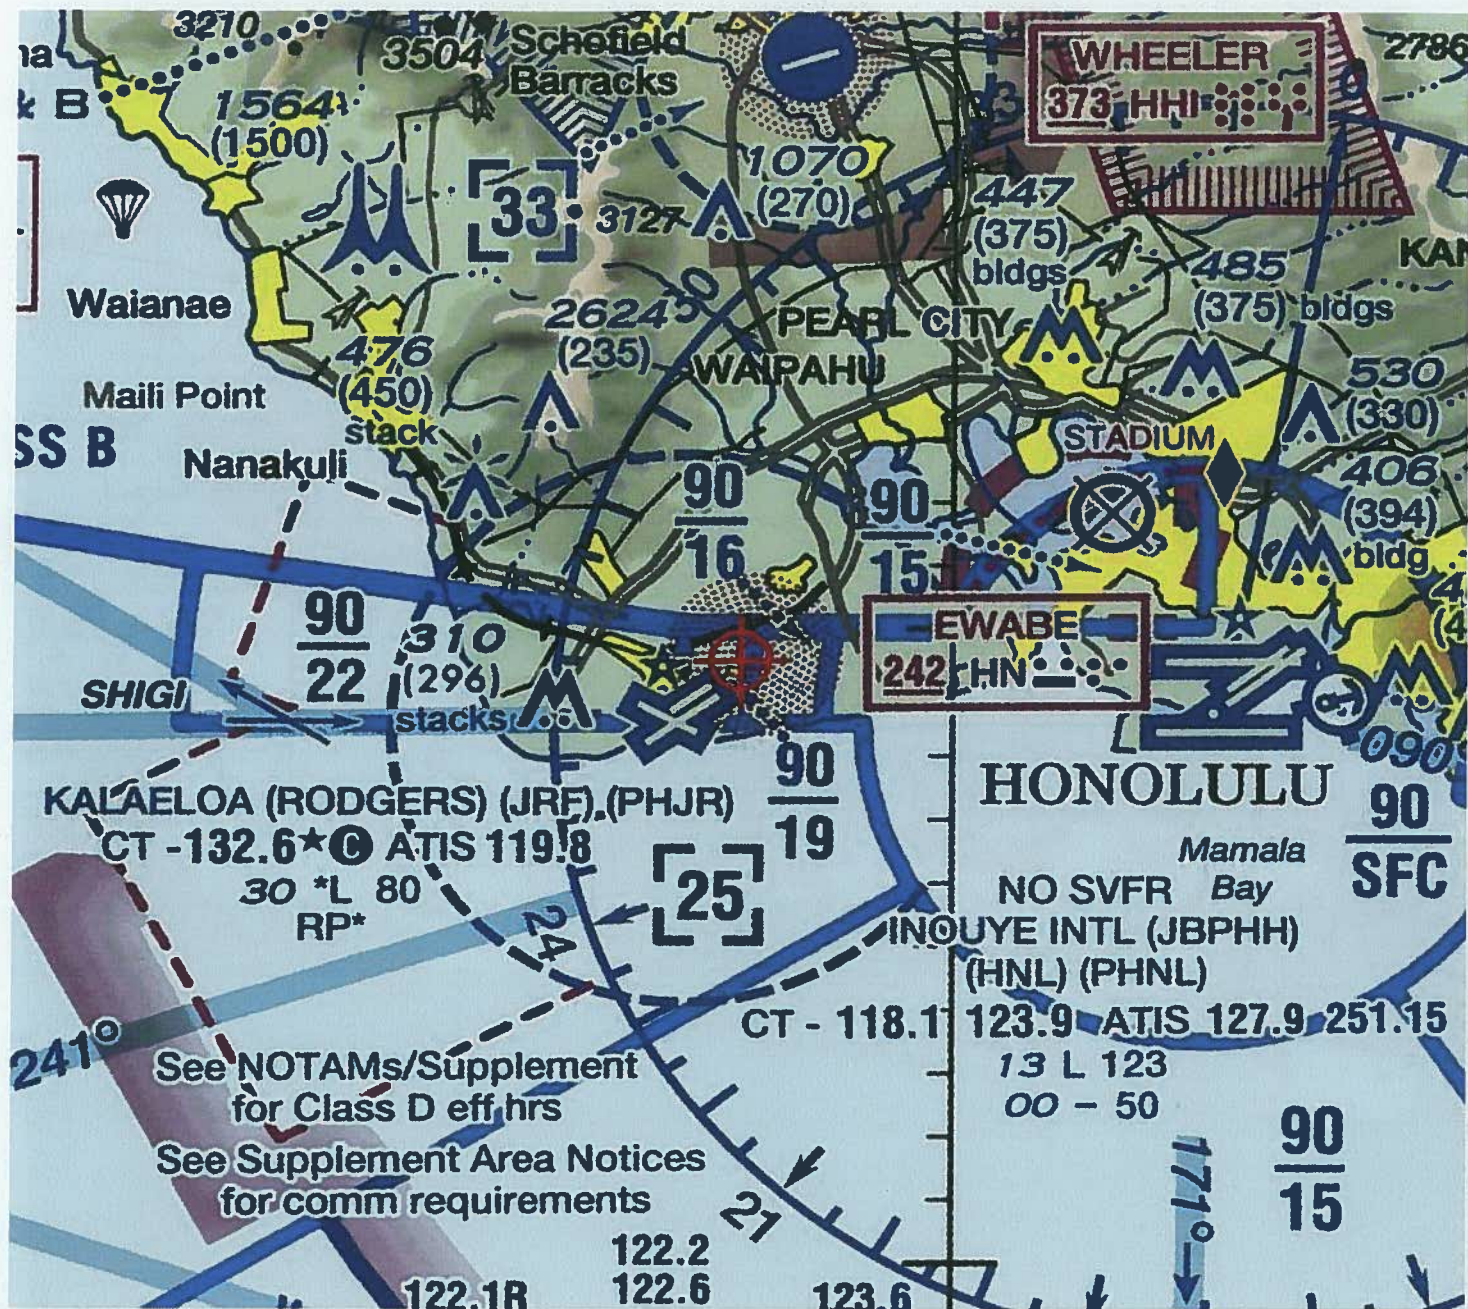 3210
3504
Schofield
Barracks
WHEELER
373 HHI
2786
na
& B
1564
(1500)
33
3127
1070
(270)
447
(375)
bldgs
485
(375) bldgs
KAN
Waianae
2624
(235)
30
PEARL CITY
WAIPAHU
476
(450)
stack
530
(330)
Maili Point
SS B
Nanakuli
STADIUM
90
16
90
15
406
(394)
bldg
90
22
310
(296)
stacks
EWABE
242 HN
SHIGI
090
KALAELOA (RODGERS) (JRF) (PHJR)
CT - 132.6 ★ C ATIS 119.8
30 *L 80
RP*
90
19
25
24
HONOLULU
Mamala
Bay
NO SVFR
90
SFC
INOUYE INTL (JBPHH)
(HNL) (PHNL)
CT - 118.1 123.9 ATIS 127.9 251.15
13 L 123
00 - 50
241°
See NOTAMs/Supplement
for Class D eff hrs
See Supplement Area Notices
for comm requirements
21
171°
90
15
122.2
122.6
122.1R
123.6